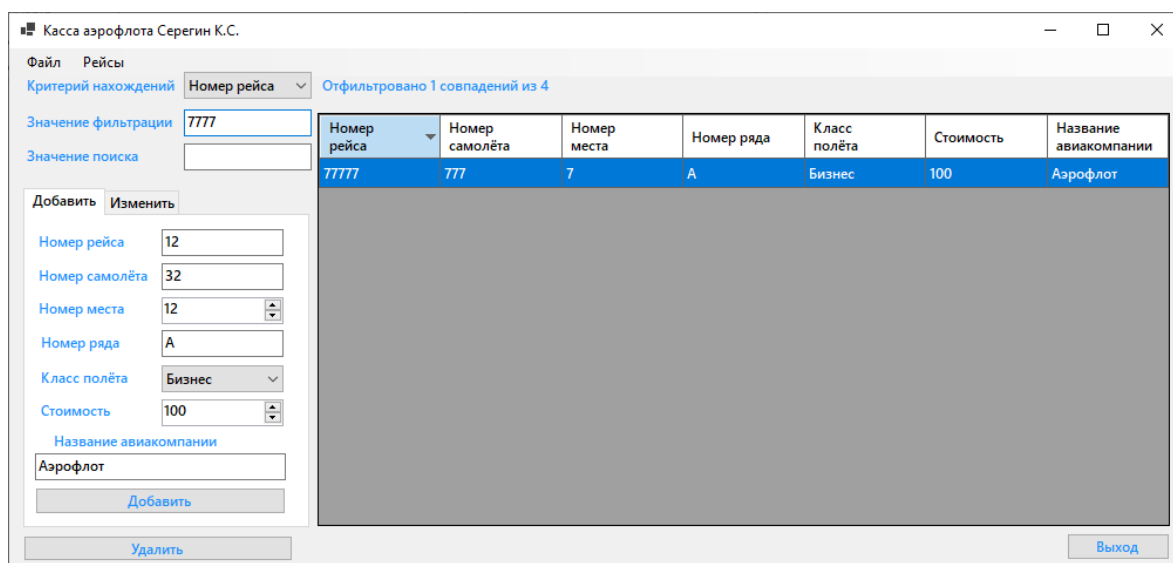 Касса аэрофлота Серегин К.С.
Файл Рейсы
Критерий нахождений Номер рейса Отфильтровано 1 совпадений из 4
Значение фильтрации 7777
Значение поиска
Номер рейса Номер самолёта Номер места Номер ряда Класс полёта Стоимость Название авиакомпании
77777 777 7 А Бизнес 100 Аэрофлот
Добавить Изменить
Номер рейса 12
Номер самолёта 32
Номер места 12
Номер ряда А
Класс полёта Бизнес
Стоимость 100
Название авиакомпании
Аэрофлот
Добавить
Удалить Выход